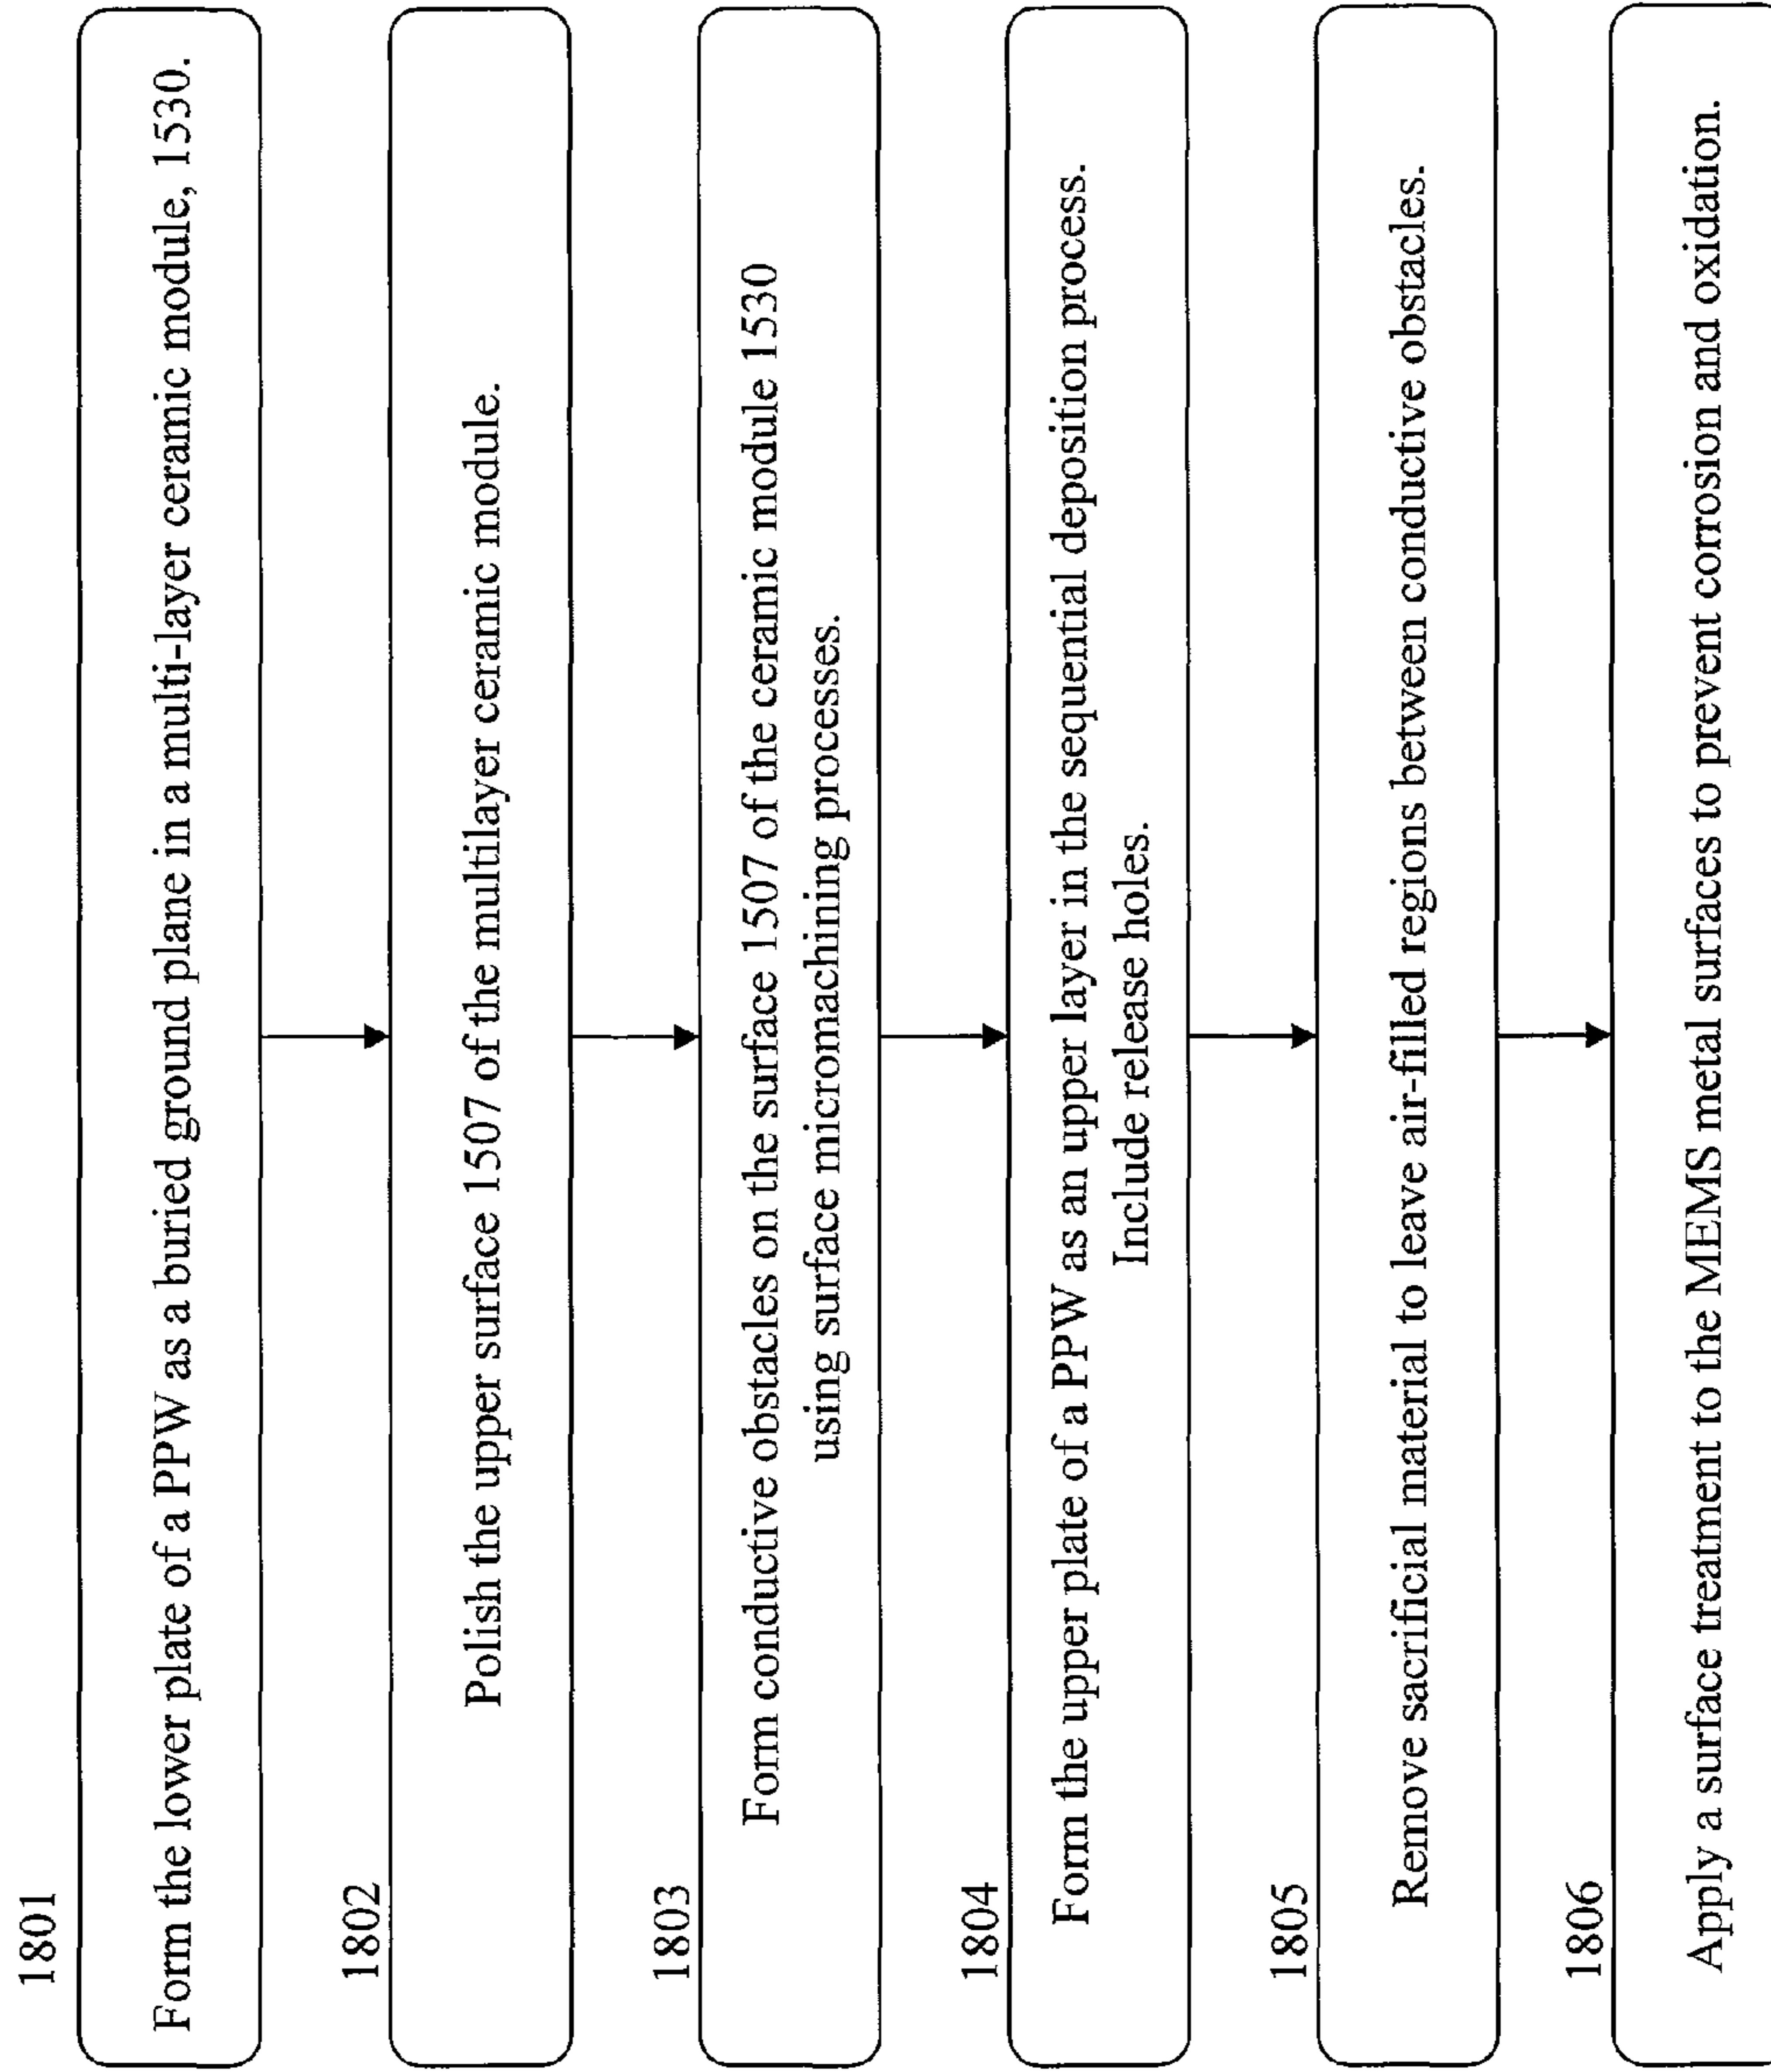 1801
Form the lower plate of a PPW as a buried ground plane in a multi-layer ceramic module, 1530.
1802
Polish the upper surface 1507 of the multilayer ceramic module.
1803
Form conductive obstacles on the surface 1507 of the ceramic module 1530
using surface micromachining processes.
1804
Form the upper plate of a PPW as an upper layer in the sequential deposition process.
Include release holes.
1805
Remove sacrificial material to leave air-filled regions between conductive obstacles.
1806
Apply a surface treatment to the MEMS metal surfaces to prevent corrosion and oxidation.